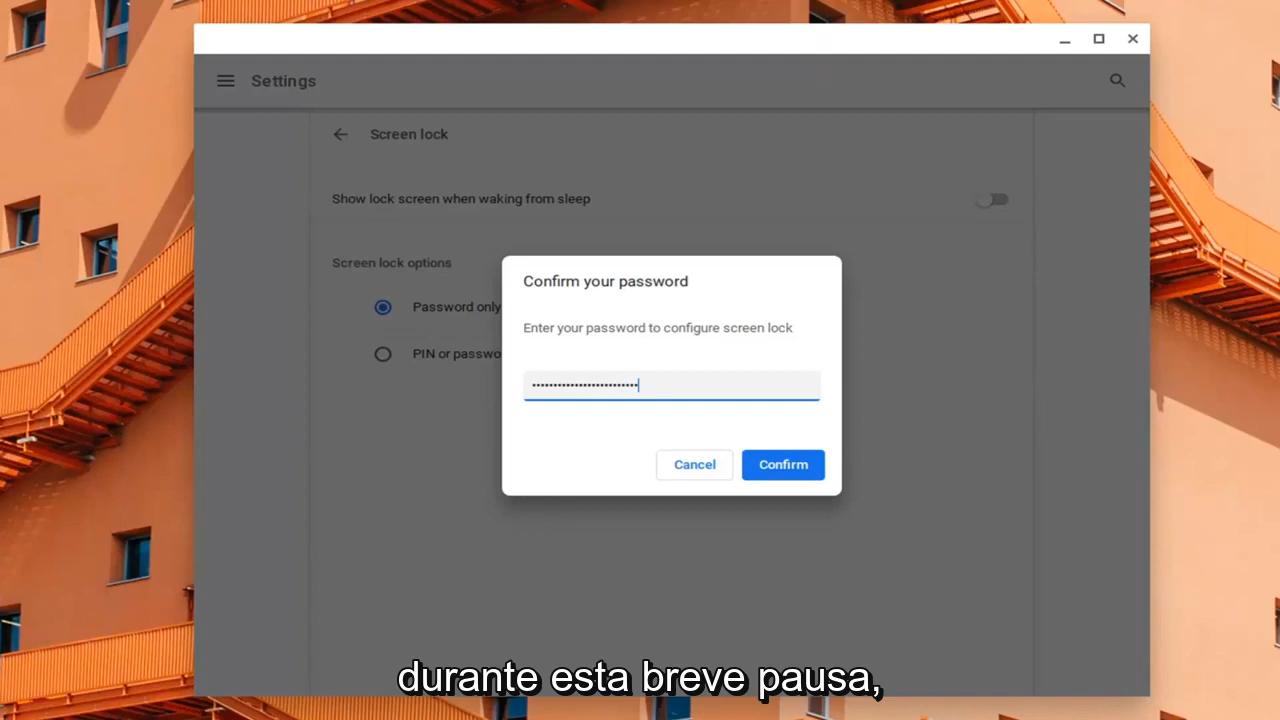 Settings
Screen lock
Show lock screen when waking from sleep
Screen lock options
Password only
PIN or passwo
Confirm your password
Enter your password to configure screen lock
Cancel
Confirm
durante esta breve pausa,